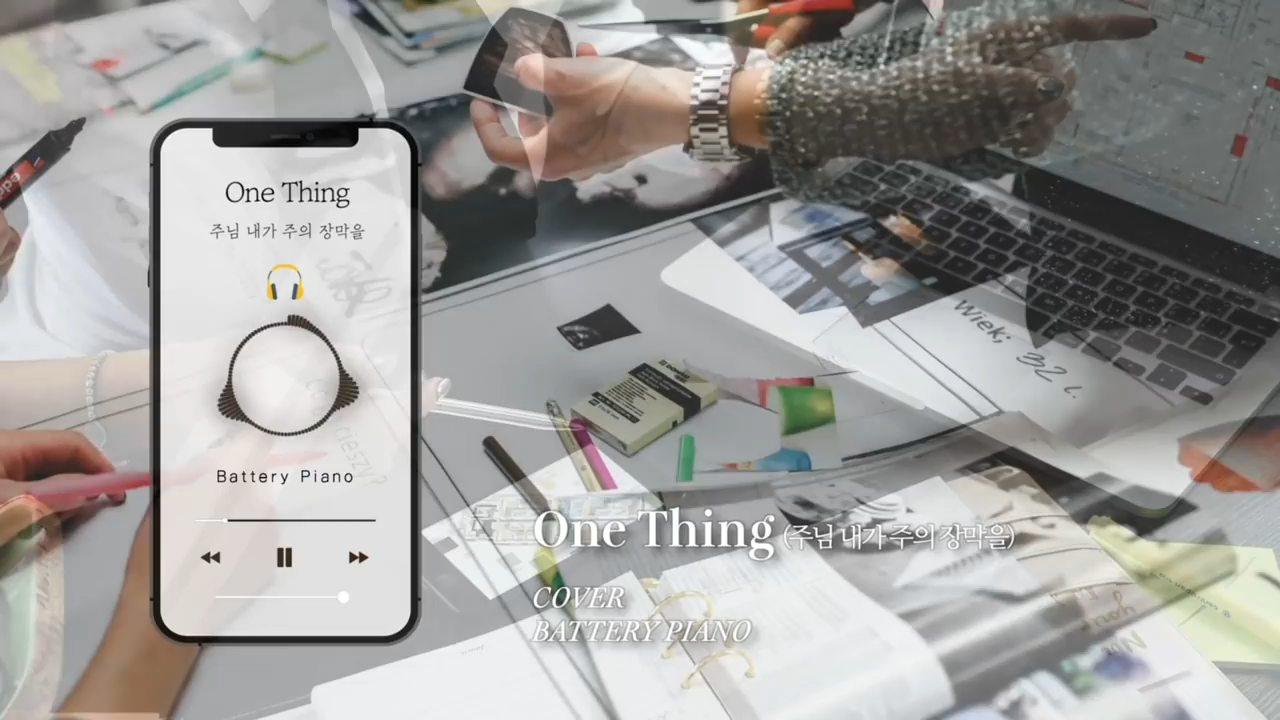 One Thing
주님 내가 주의 장막을
Battery Piano
One Thing (주님 내가 주의 장막을)
COVER
BATTERY PIANO
Wiek; 32 l.